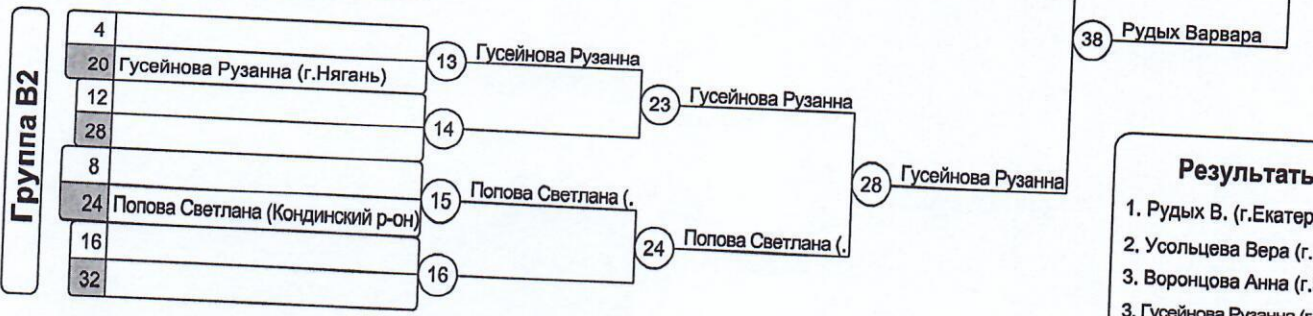 Группа В2
4
20 Гусейнова Рузанна (г.Нягань)
12
28
8
24 Попова Светлана (Кондинский р-он)
16
32
13 Гусейнова Рузанна
14
15 Попова Светлана (.
16
23 Гусейнова Рузанна
24 Попова Светлана (.
28 Гусейнова Рузанна
38 Рудых Варвара
Результаты
1. Рудых В. (г.Екатер
2, Усольцева Вера (г.
3. Воронцова Анна (г.
3. Гусейнова Рузанна (г